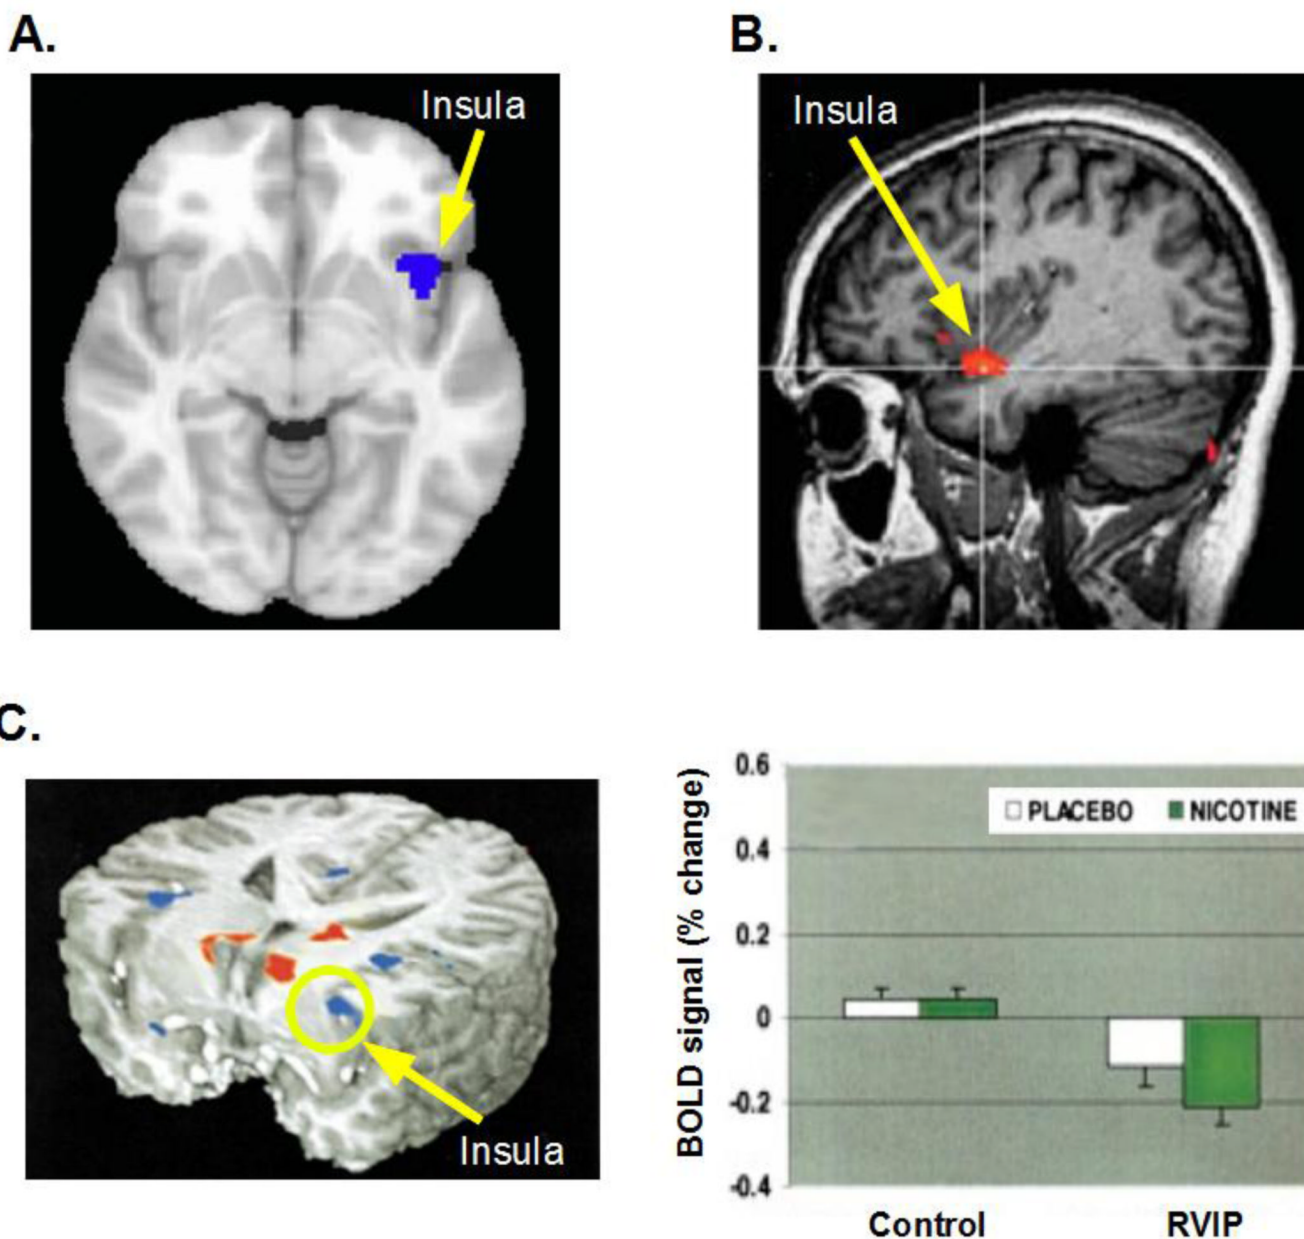 A.
B.
Insula
Insula
C.
Insula
BOLD signal (% change)
0.6
0.4
0.2
0
-0.2
-0.4
PLACEBO NICOTINE
Control RVIP